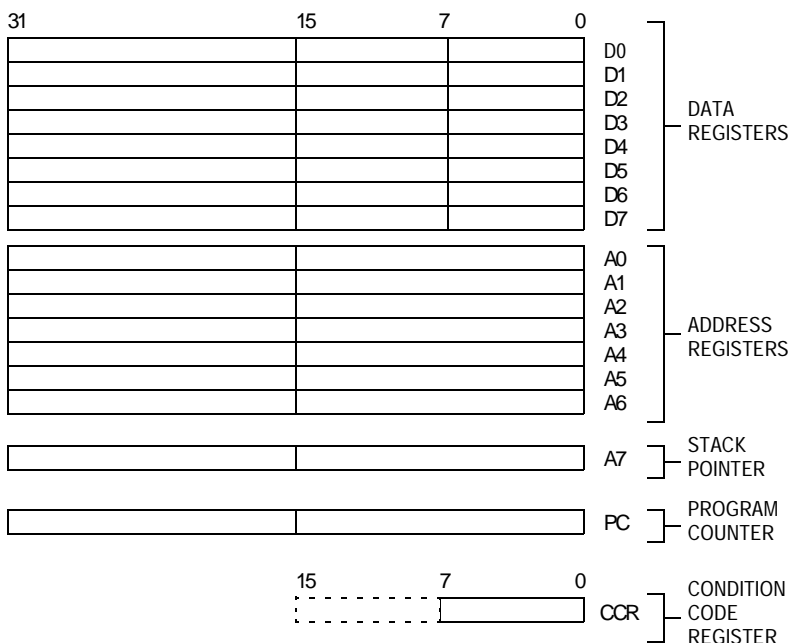 31 15 7 0
D0
D1
D2
D3
D4
D5
D6
D7
DATA
REGISTERS
A0
A1
A2
A3
A4
A5
A6
ADDRESS
REGISTERS
A7
STACK
POINTER
PC
PROGRAM
COUNTER
15 7 0
CCR
CONDITION
CODE
REGISTER